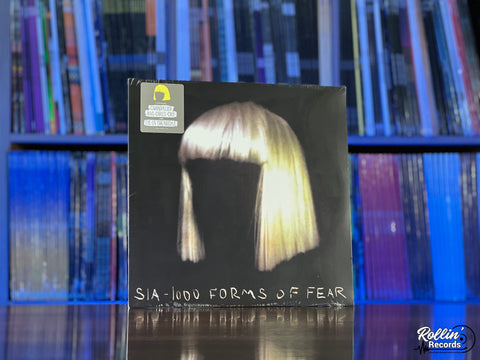 SIA - 1000 FORMS OF FEAR
Rollin'
Records